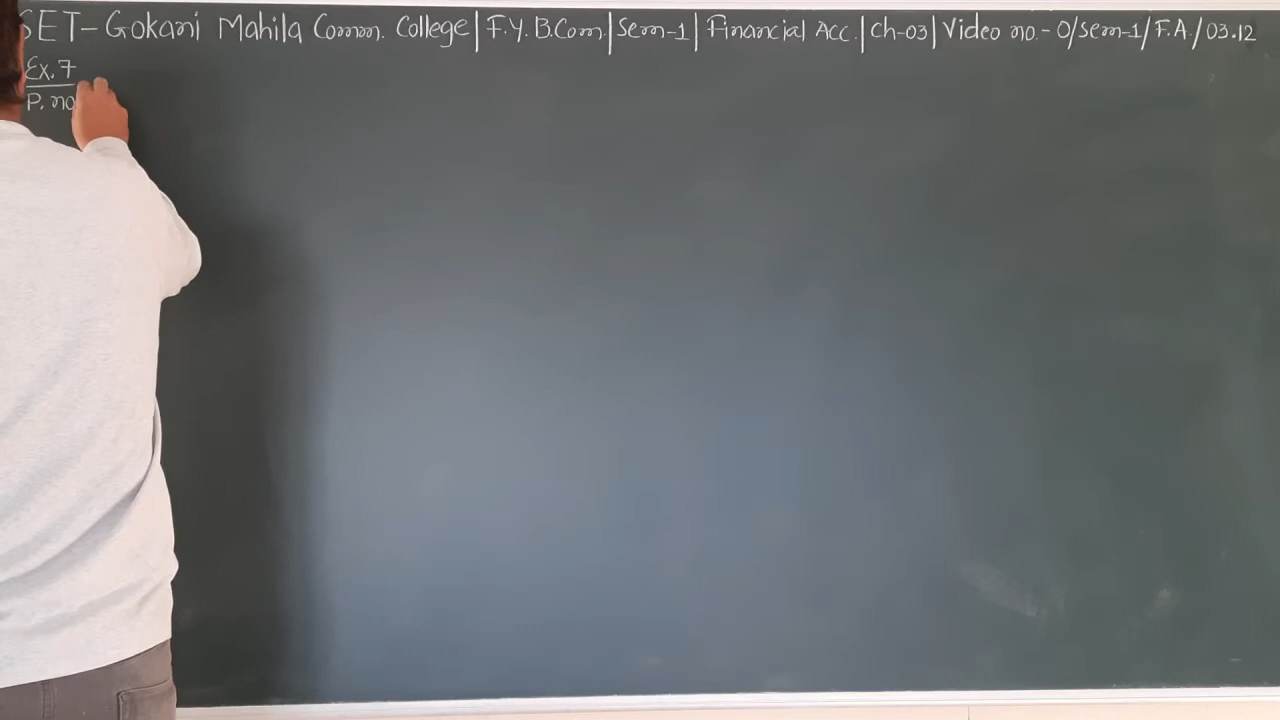 SET-Gokani Mahila Comm. College | F.Y. B.Com. | Sem-1 | Financial Acc. | Ch-03 | Video no.- O/Sem-1/F.A./03.12
Ex. 7
P. no